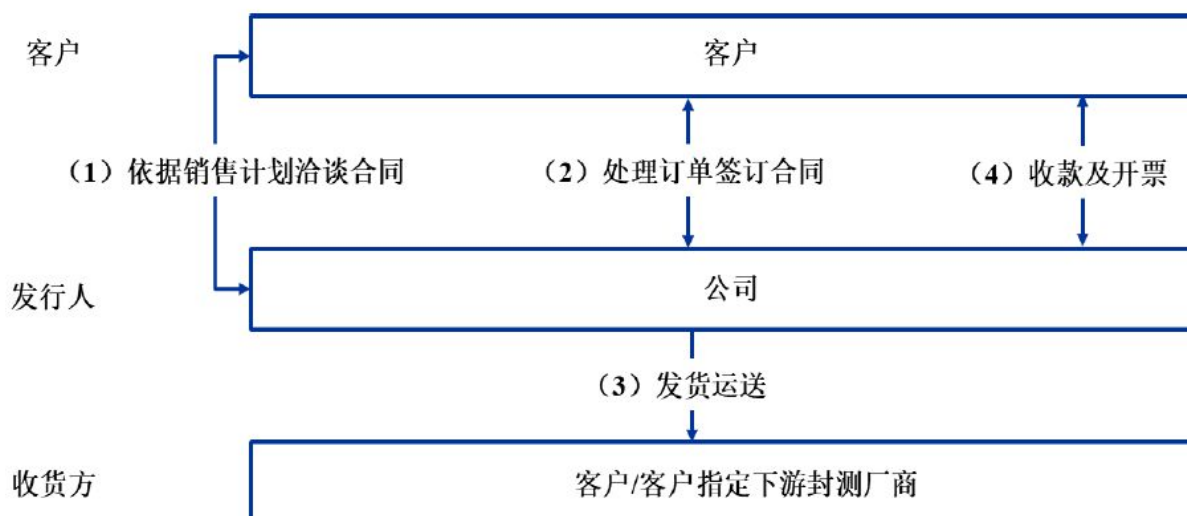 客户
客户
（1）依据销售计划洽谈合同
（2）处理订单签订合同
（4）收款及开票
发行人
公司
（3）发货运送
收货方
客户/客户指定下游封测厂商